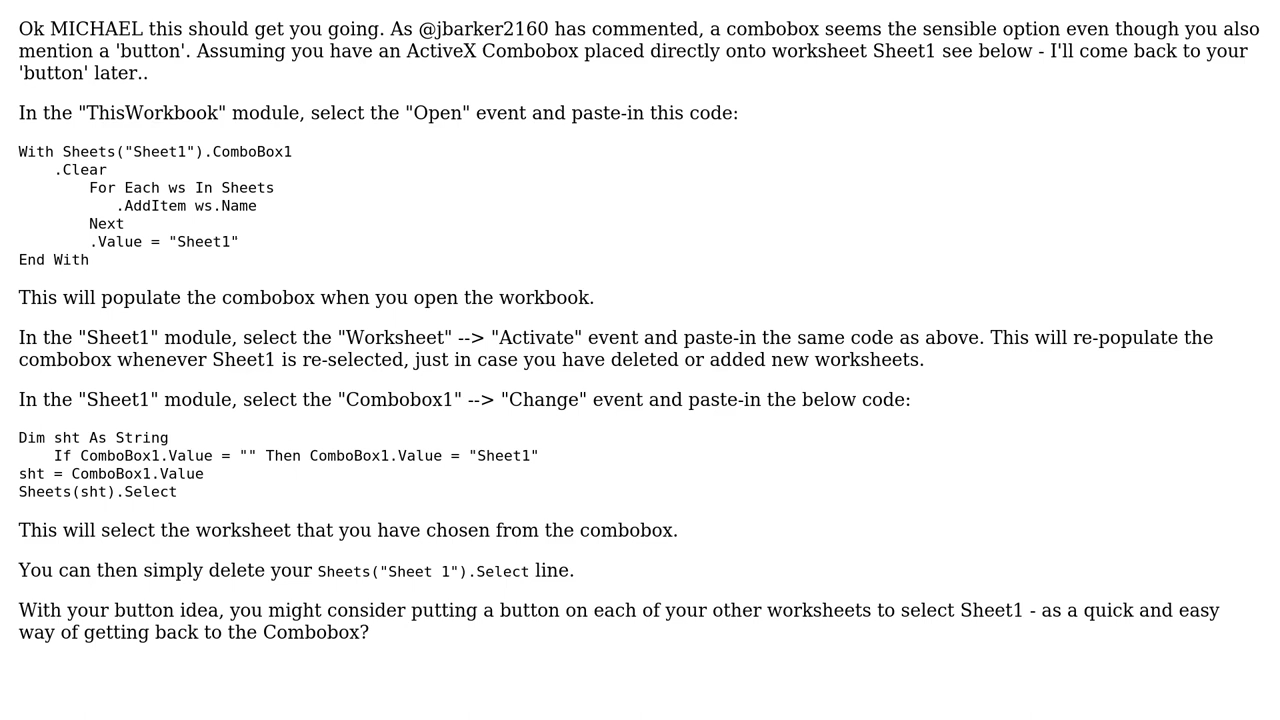 Ok MICHAEL this should get you going. As @jbarker2160 has commented, a combobox seems the sensible option even though you also
mention a 'button'. Assuming you have an ActiveX Combobox placed directly onto worksheet Sheet1 see below - I'll come back to your
'button' later..
In the "ThisWorkbook" module, select the "Open" event and paste-in this code:
With Sheets("Sheet1").ComboBox1
    .Clear
        For Each ws In Sheets
           .AddItem ws.Name
        Next
        .Value = "Sheet1"
End With
This will populate the combobox when you open the workbook.
In the "Sheet1" module, select the "Worksheet" --> "Activate" event and paste-in the same code as above. This will re-populate the
combobox whenever Sheet1 is re-selected, just in case you have deleted or added new worksheets.
In the "Sheet1" module, select the "Combobox1" --> "Change" event and paste-in the below code:
Dim sht As String
    If ComboBox1.Value = "" Then ComboBox1.Value = "Sheet1"
sht = ComboBox1.Value
Sheets(sht).Select
This will select the worksheet that you have chosen from the combobox.
You can then simply delete your Sheets("Sheet 1").Select line.
With your button idea, you might consider putting a button on each of your other worksheets to select Sheet1 - as a quick and easy
way of getting back to the Combobox?